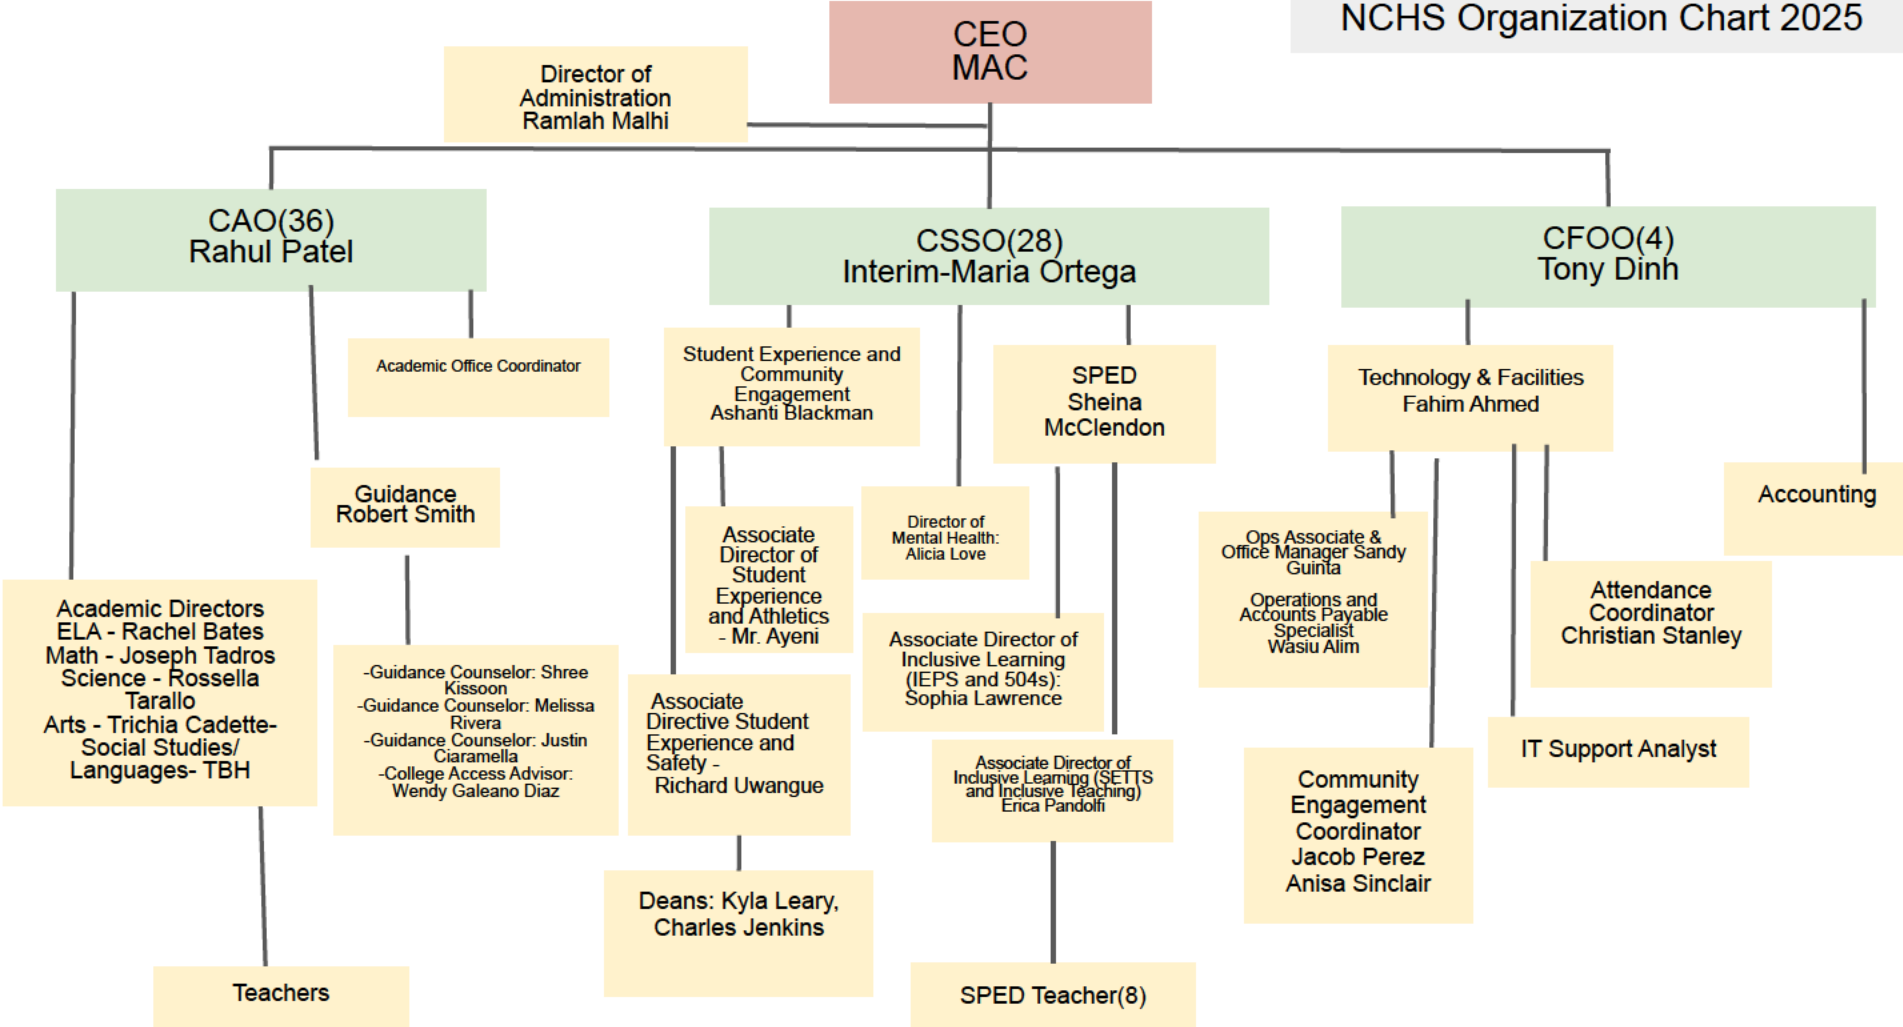 NCHS Organization Chart 2025
CEO
MAC
Director of
Administration
Ramlah Malhi
CAO(36)
Rahul Patel
CSSO(28)
Interim-Maria Ortega
CFOO(4)
Tony Dinh
Academic Office Coordinator
Guidance
Robert Smith
Academic Directors
ELA - Rachel Bates
Math - Joseph Tadros
Science - Rossella
Tarallo
Arts - Trichia Cadette-
Social Studies/
Languages- TBH
-Guidance Counselor: Shree
Kissoon
-Guidance Counselor: Melissa
Rivera
-Guidance Counselor: Justin
Ciaramella
-College Access Advisor:
Wendy Galeano Diaz
Teachers
Student Experience and
Community
Engagement
Ashanti Blackman
SPED
Sheina
McClendon
Associate
Director of
Student
Experience
and Athletics
- Mr. Ayeni
Director of
Mental Health:
Alicia Love
Associate Director of
Inclusive Learning
(IEPS and 504s):
Sophia Lawrence
Associate
Directive Student
Experience and
Safety -
Richard Uwangue
Associate Director of
Inclusive Learning (SETTS
and Inclusive Teaching)
Erica Pandolfi
Deans: Kyla Leary,
Charles Jenkins
SPED Teacher(8)
Technology & Facilities
Fahim Ahmed
Accounting
Ops Associate &
Office Manager Sandy
Guinta
Operations and
Accounts Payable
Specialist
Wasiu Alim
Attendance
Coordinator
Christian Stanley
IT Support Analyst
Community
Engagement
Coordinator
Jacob Perez
Anisa Sinclair